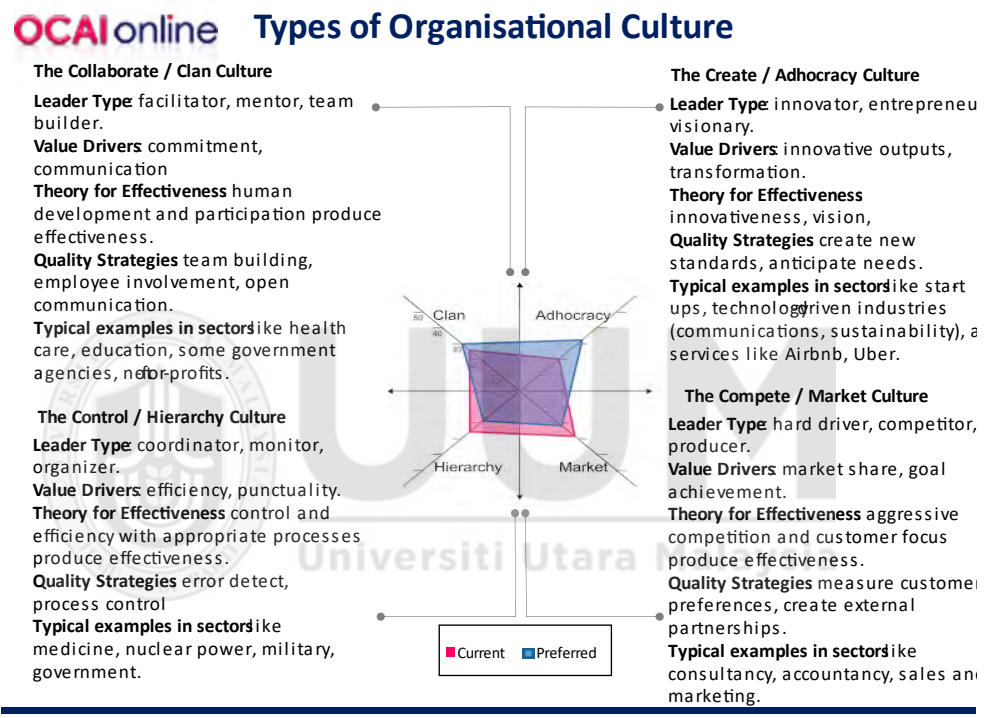 OCAI online
Types of Organisational Culture
The Collaborate / Clan Culture
Leader Type: facilitator, mentor, team
builder.
Value Drivers: commitment,
communication
Theory for Effectiveness human
development and participation produce
effectiveness.
Quality Strategies team building,
employee involvement, open
communication.
Typical examples in sectors like health
care, education, some government
agencies, not-for-profits.
The Control / Hierarchy Culture
Leader Type: coordinator, monitor,
organizer.
Value Drivers: efficiency, punctuality.
Theory for Effectiveness control and
efficiency with appropriate processes
produce effectiveness.
Quality Strategies error detect,
process control
Typical examples in sectors like
medicine, nuclear power, military,
government.
50 Clan
40
30
10
Adhocracy
Hierarchy
Market
Current
Preferred
The Create / Adhocracy Culture
Leader Type: innovator, entrepreneu
visionary.
Value Drivers: innovative outputs,
transformation.
Theory for Effectiveness
innovativeness, vision,
Quality Strategies create new
standards, anticipate needs.
Typical examples in sectors like start-
ups, technology driven industries
(communications, sustainability), a
services like Airbnb, Uber.
The Compete / Market Culture
Leader Type: hard driver, competitor,
producer.
Value Drivers: market share, goal
achievement.
Theory for Effectiveness aggressive
competition and customer focus
produce effectiveness.
Quality Strategies measure customer
preferences, create external
partnerships.
Typical examples in sectors like
consultancy, accountancy, sales and
marketing.
UUM
Universiti Utara Malaysia